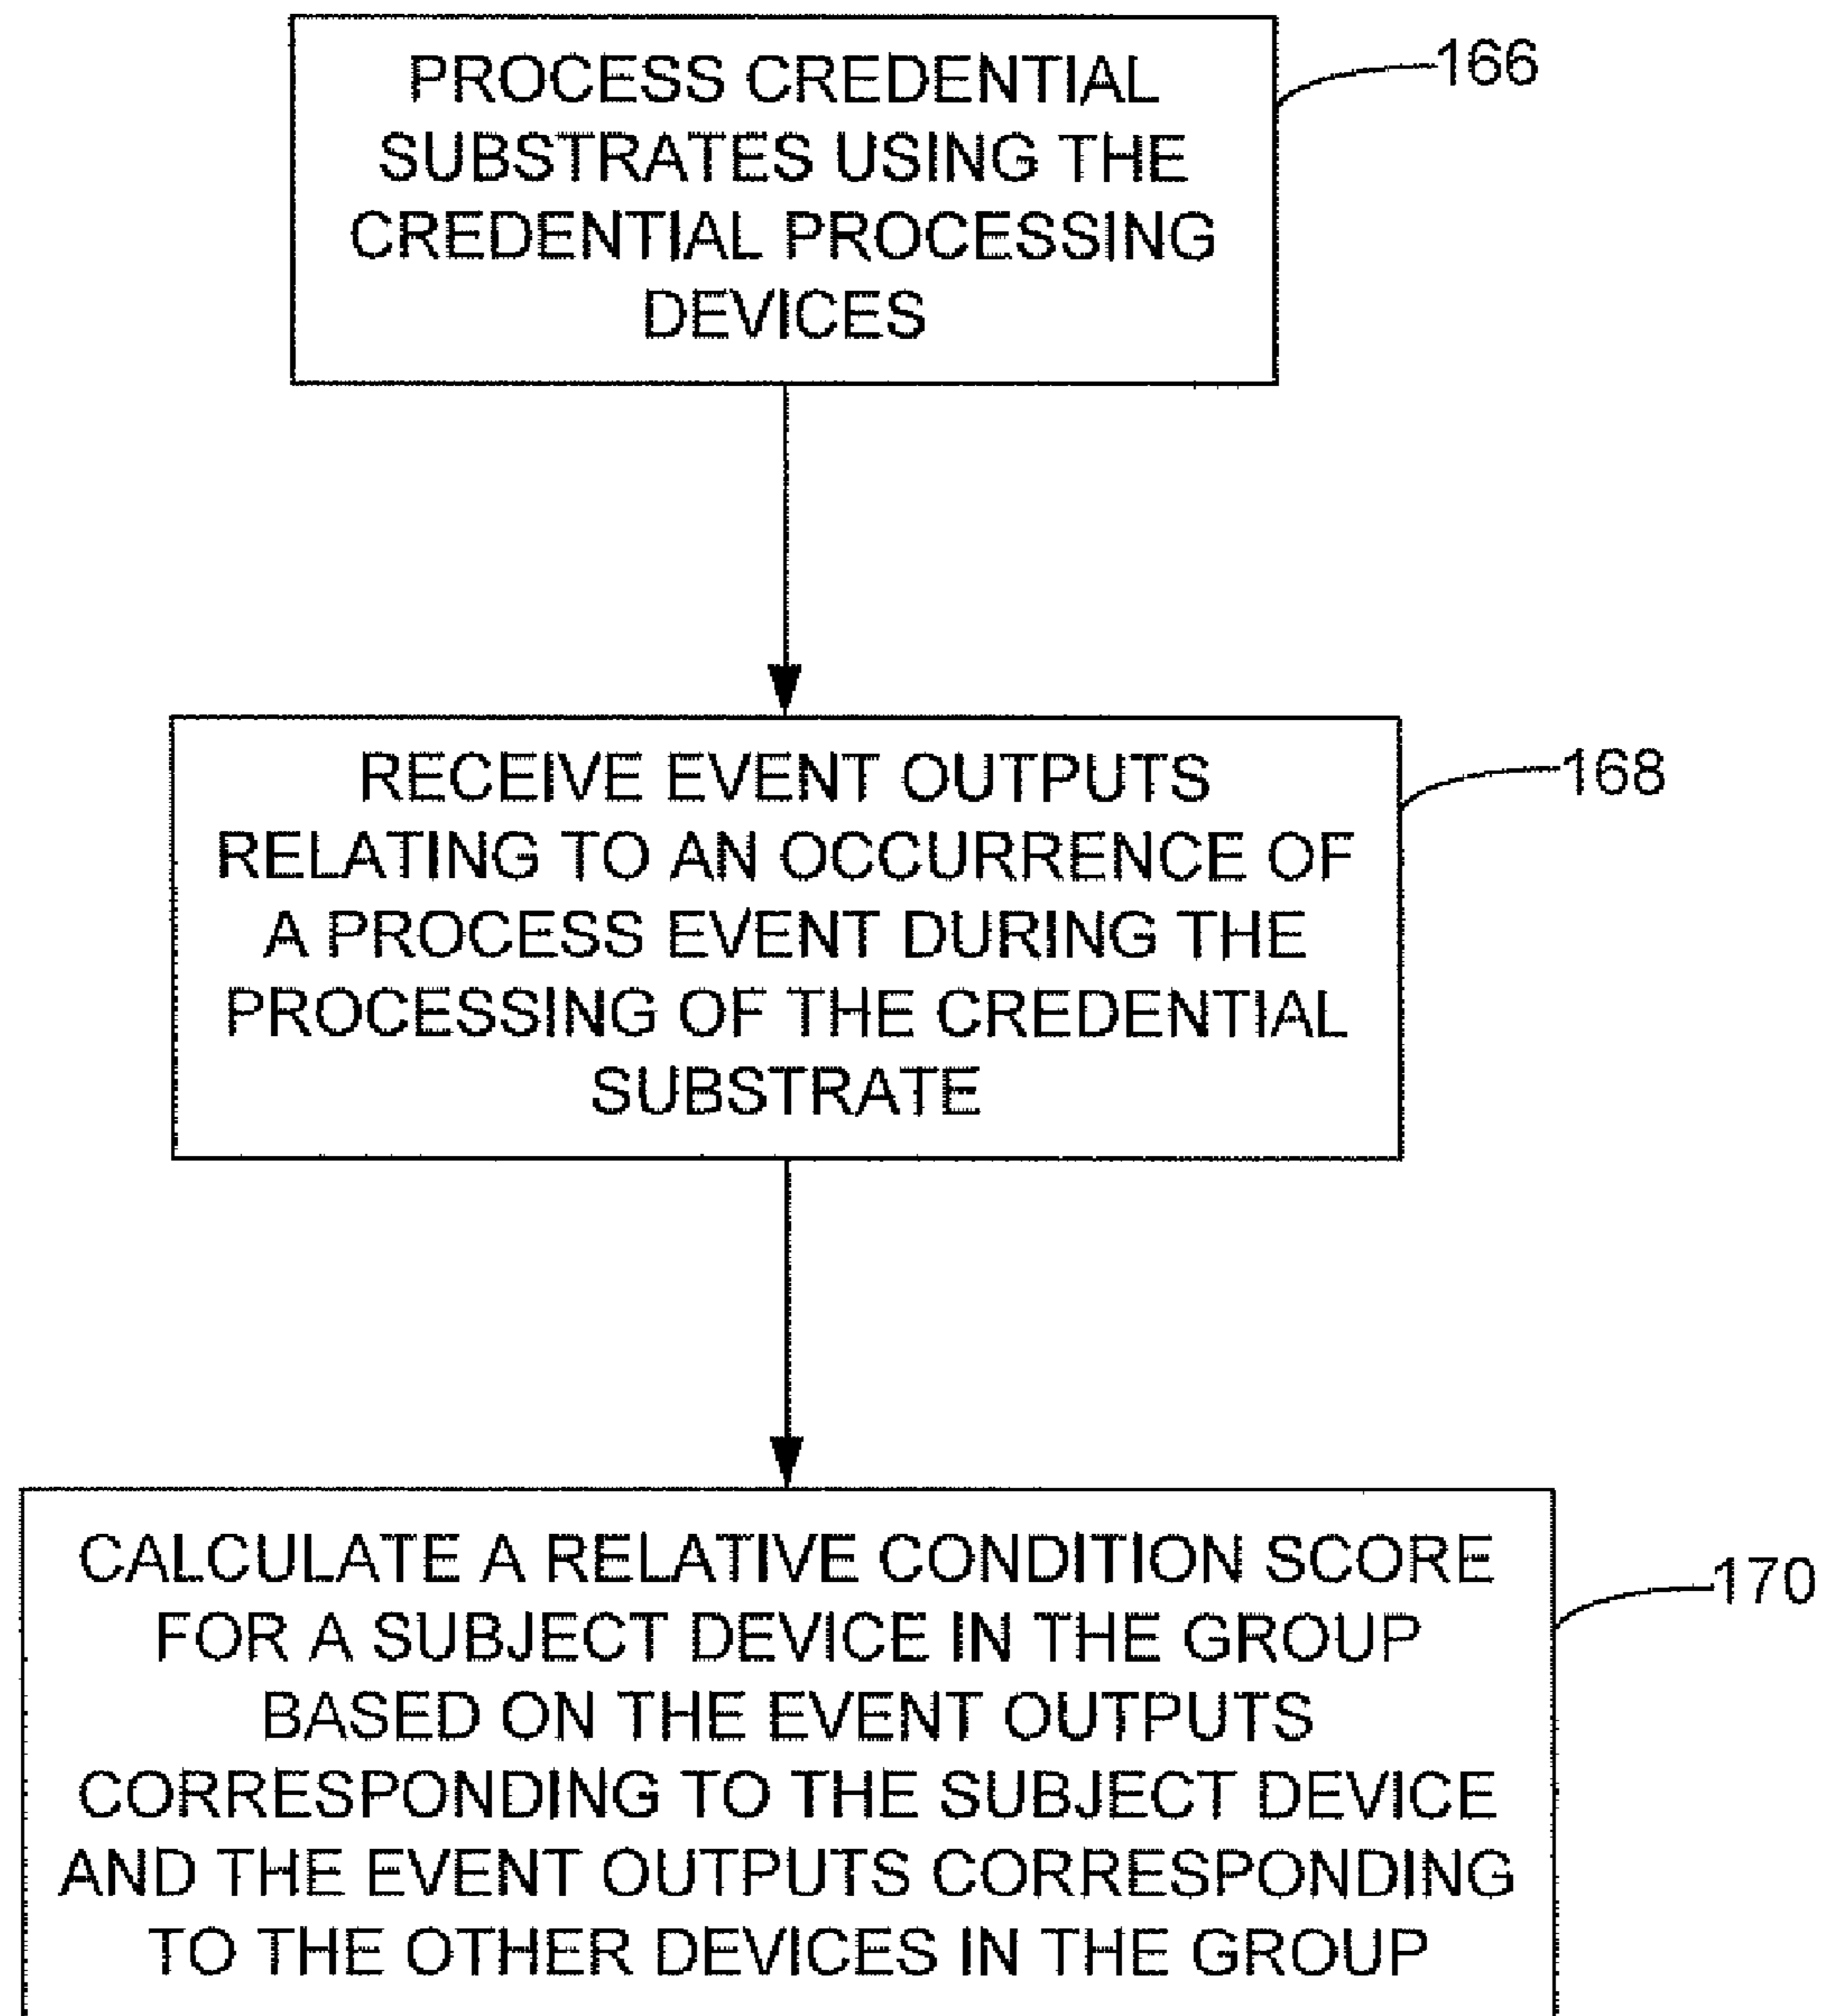 PROCESS CREDENTIAL
SUBSTRATES USING THE
CREDENTIAL PROCESSING
DEVICES
166
RECEIVE EVENT OUTPUTS
RELATING TO AN OCCURRENCE OF
A PROCESS EVENT DURING THE
PROCESSING OF THE CREDENTIAL
SUBSTRATE
168
CALCULATE A RELATIVE CONDITION SCORE
FOR A SUBJECT DEVICE IN THE GROUP
BASED ON THE EVENT OUTPUTS
CORRESPONDING TO THE SUBJECT DEVICE
AND THE EVENT OUTPUTS CORRESPONDING
TO THE OTHER DEVICES IN THE GROUP
170